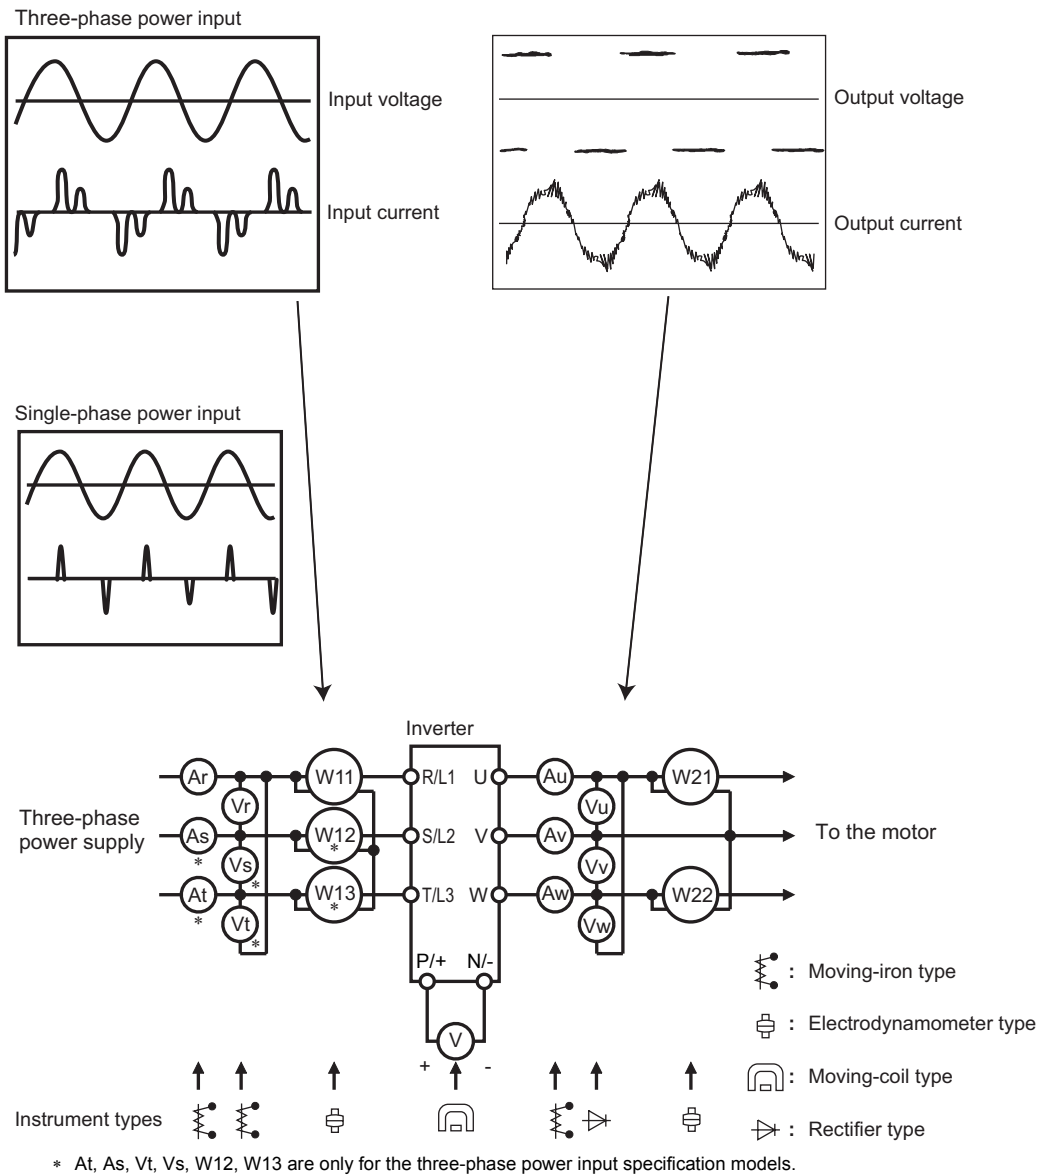 Three-phase power input
Input voltage
Input current
Output voltage
Output current
Single-phase power input
Inverter
Ar
W11
R/L1
U
Au
W21
Vr
Vu
Three-phase
power supply
As
*
W12
*
S/L2
V
Av
To the motor
Vs
*
Vv
At
*
W13
*
T/L3
W
Aw
W22
Vt
*
Vw
P/+
N/-
V
+
-
: Moving-iron type
: Electrodynamometer type
: Moving-coil type
: Rectifier type
Instrument types
* At, As, Vt, Vs, W12, W13 are only for the three-phase power input specification models.